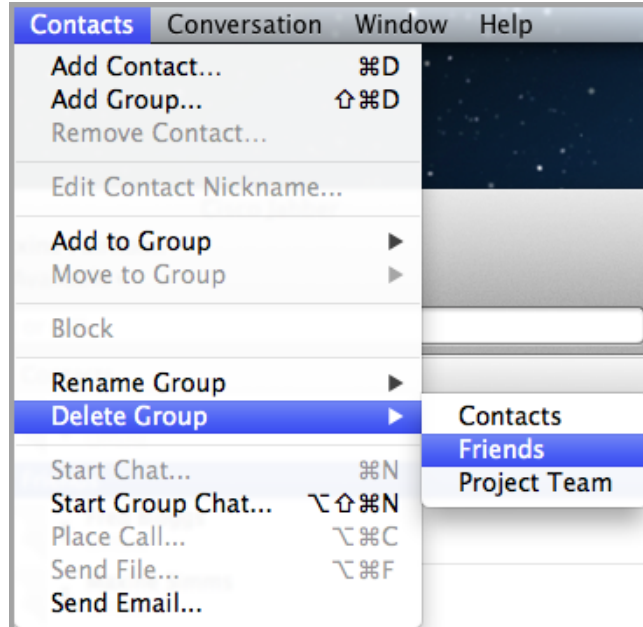 Contacts Conversation Window Help
Add Contact... ⌘D
Add Group... ⇧⌘D
Remove Contact...
Edit Contact Nickname...
Add to Group ▶
Move to Group ▶
Block
Rename Group ▶
Delete Group ▶
Contacts
Friends
Project Team
Start Chat... ⌘N
Start Group Chat... ⌥⇧⌘N
Place Call... ⌥⌘C
Send File... ⌥⌘F
Send Email...